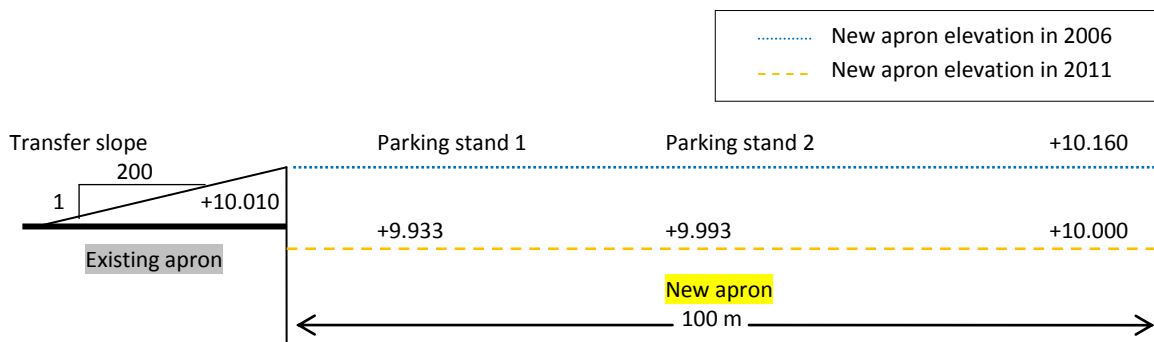 New apron elevation in 2006
New apron elevation in 2011
Transfer slope
Parking stand 1
Parking stand 2
+10.160
200
1
+10.010
+9.933
+9.993
+10.000
Existing apron
New apron
100 m